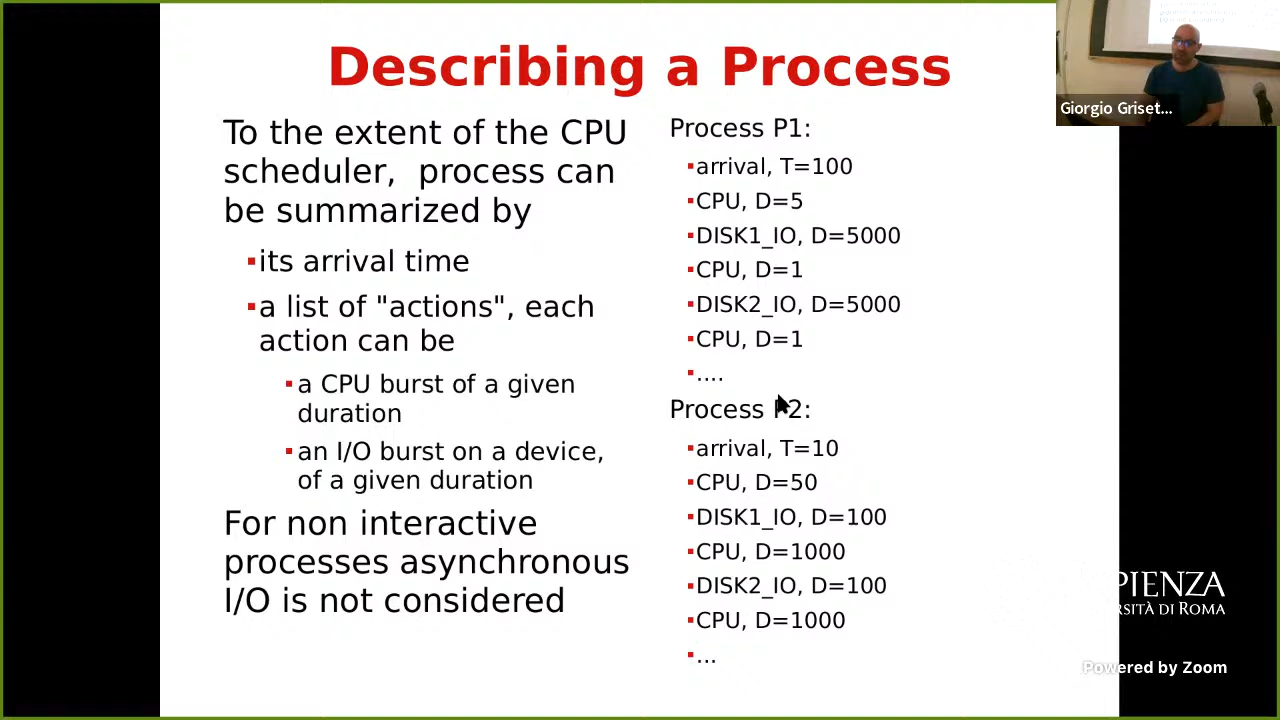 Describing a Process
To the extent of the CPU
scheduler,  process can
be summarized by
▪its arrival time
▪a list of "actions", each
action can be
▪a CPU burst of a given
duration
▪an I/O burst on a device,
of a given duration
For non interactive
processes asynchronous
I/O is not considered
Process P1:
▪arrival, T=100
▪CPU, D=5
▪DISK1_IO, D=5000
▪CPU, D=1
▪DISK2_IO, D=5000
▪CPU, D=1
▪....
Process P2:
▪arrival, T=10
▪CPU, D=50
▪DISK1_IO, D=100
▪CPU, D=1000
▪DISK2_IO, D=100
▪CPU, D=1000
▪...
Giorgio Griset...
PIENZA
RSITÀ DI ROMA
Powered by Zoom